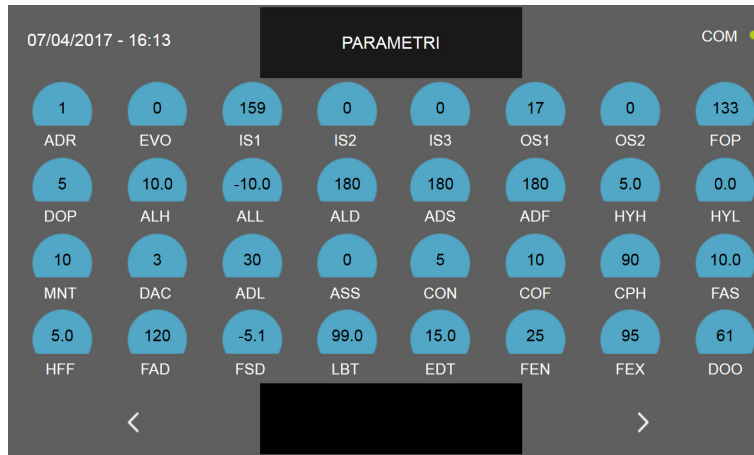 07/04/2017 - 16:13 PARAMETRI COM
1 0 159 0 0 17 0 133
ADR EVO IS1 IS2 IS3 OS1 OS2 FOP
5 10.0 -10.0 180 180 180 5.0 0.0
DOP ALH ALL ALD ADS ADF HYH HYL
10 3 30 0 5 10 90 10.0
MNT DAC ADL ASS CON COF CPH FAS
5.0 120 -5.1 99.0 15.0 25 95 61
HFF FAD FSD LBT EDT FEN FEX DOO